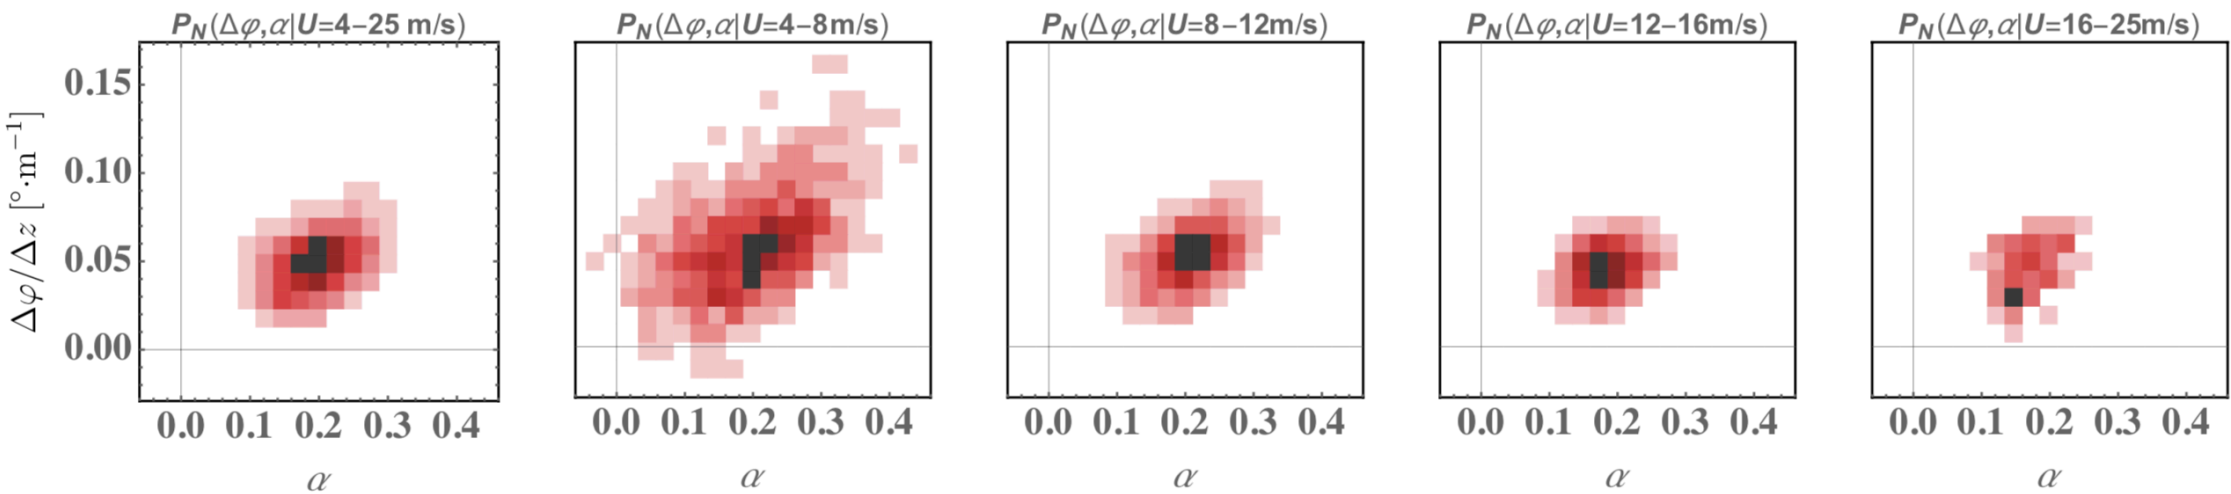 P_N(Δφ,α|U=4–25 m/s) P_N(Δφ,α|U=4–8m/s) P_N(Δφ,α|U=8–12m/s) P_N(Δφ,α|U=12–16m/s) P_N(Δφ,α|U=16–25m/s)
Δφ/Δz [°·m⁻¹]
0.15
0.10
0.05
0.00
0.0 0.1 0.2 0.3 0.4 0.0 0.1 0.2 0.3 0.4 0.0 0.1 0.2 0.3 0.4 0.0 0.1 0.2 0.3 0.4 0.0 0.1 0.2 0.3 0.4
α α α α α